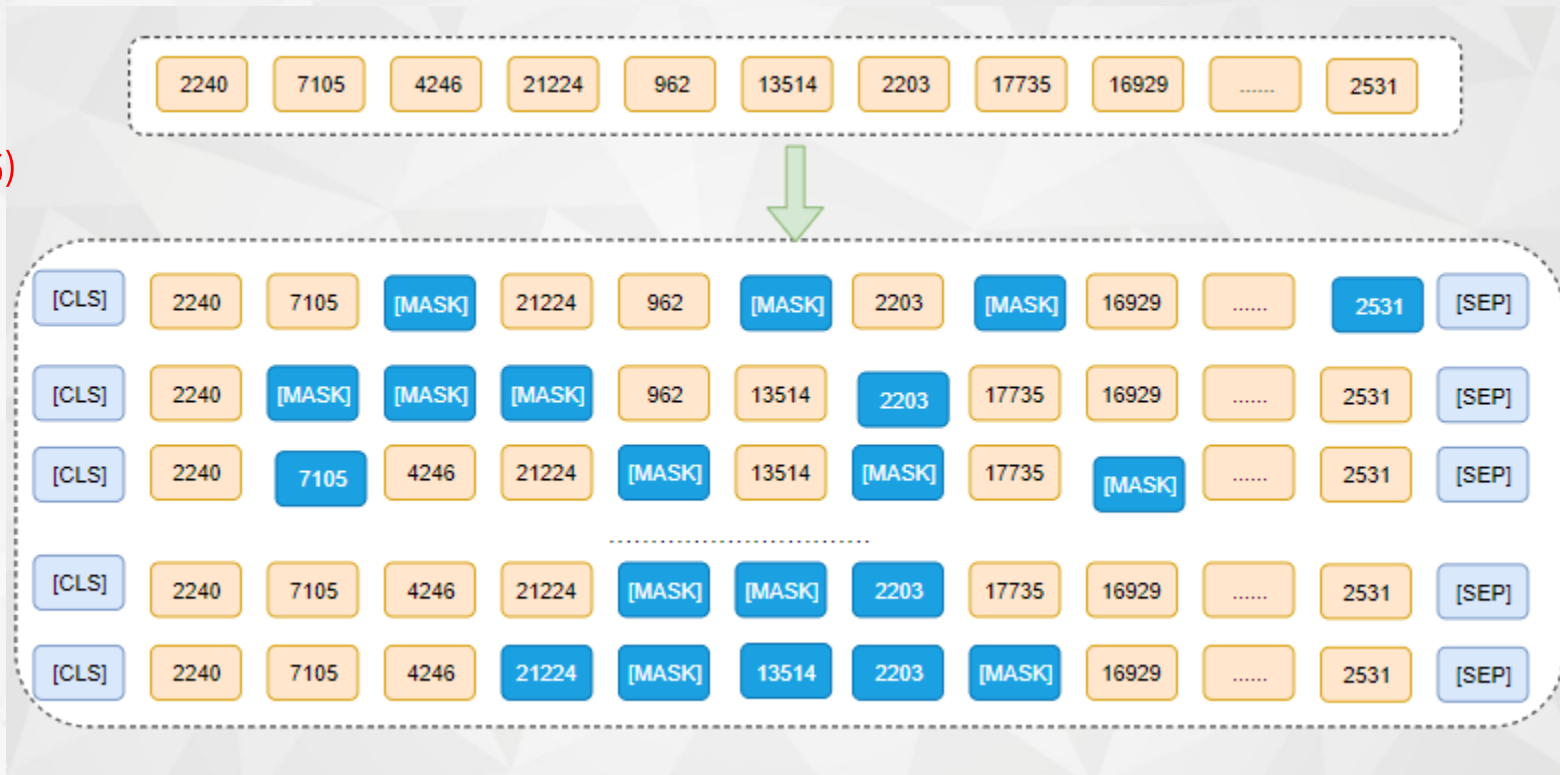 2240 7105 4246 21224 962 13514 2203 17735 16929 ...... 2531
[CLS] 2240 7105 [MASK] 21224 962 [MASK] 2203 [MASK] 16929 ...... 2531 [SEP]
[CLS] 2240 [MASK] [MASK] [MASK] 962 13514 2203 17735 16929 ...... 2531 [SEP]
[CLS] 2240 7105 4246 21224 [MASK] 13514 [MASK] 17735 [MASK] ...... 2531 [SEP]
[CLS] 2240 7105 4246 21224 [MASK] [MASK] 2203 17735 16929 ...... 2531 [SEP]
[CLS] 2240 7105 4246 21224 [MASK] 13514 2203 [MASK] 16929 ...... 2531 [SEP]